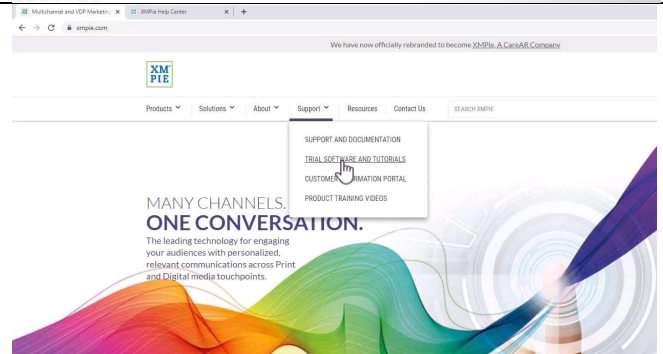 Multichannel and VDP Marketin
XMPie Help Center
xmpie.com
We have now officially rebranded to become XMPie, A CareAR Company
XM
PIE
Products Solutions About Support Resources Contact Us SEARCH XMPIE
SUPPORT AND DOCUMENTATION
TRIAL SOFTWARE AND TUTORIALS
CUSTOMER INFORMATION PORTAL
PRODUCT TRAINING VIDEOS
MANY CHANNELS.
ONE CONVERSATION.
The leading technology for engaging
your audiences with personalized,
relevant communications across Print
and Digital media touchpoints.